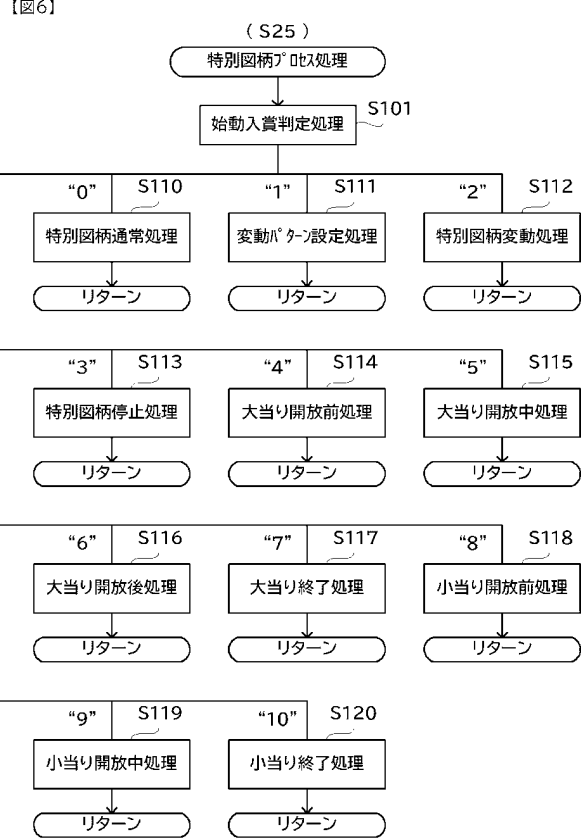 【図6】
（S25）
特別図柄プロセス処理
S101
始動入賞判定処理
“0” S110 “1” S111 “2” S112
特別図柄通常処理 変動パターン設定処理 特別図柄変動処理
リターン リターン リターン
“3” S113 “4” S114 “5” S115
特別図柄停止処理 大当り開放前処理 大当り開放中処理
リターン リターン リターン
“6” S116 “7” S117 “8” S118
大当り開放後処理 大当り終了処理 小当り開放前処理
リターン リターン リターン
“9” S119 “10” S120
小当り開放中処理 小当り終了処理
リターン リターン